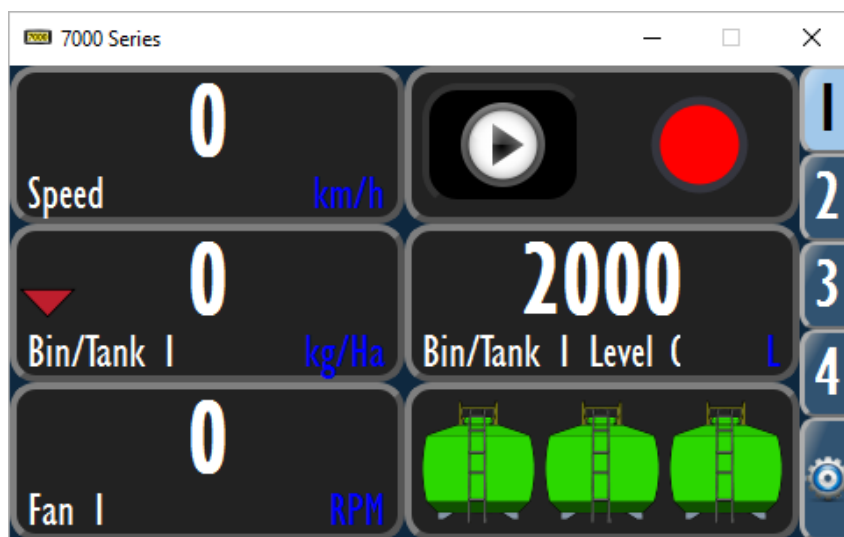 7000 7000 Series
0
Speed km/h
0
Bin/Tank 1 kg/Ha
0
Fan 1 RPM
2000
Bin/Tank 1 Level ( L
1
2
3
4